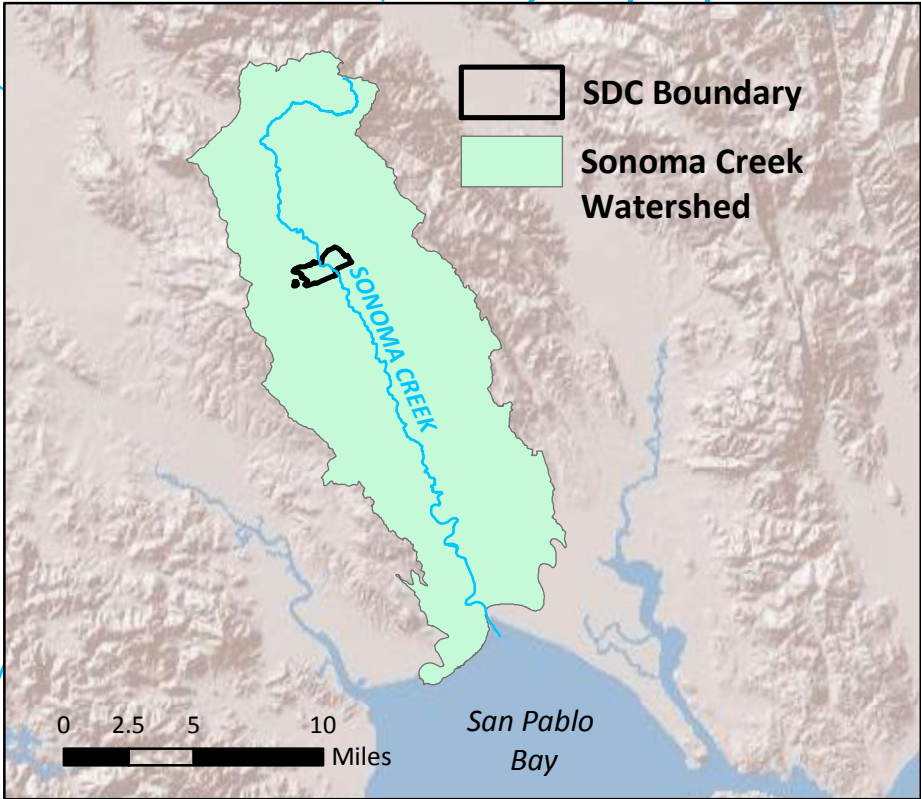 SDC Boundary
Sonoma Creek
Watershed
SONOMA CREEK
0 2.5 5 10
Miles
San Pablo
Bay